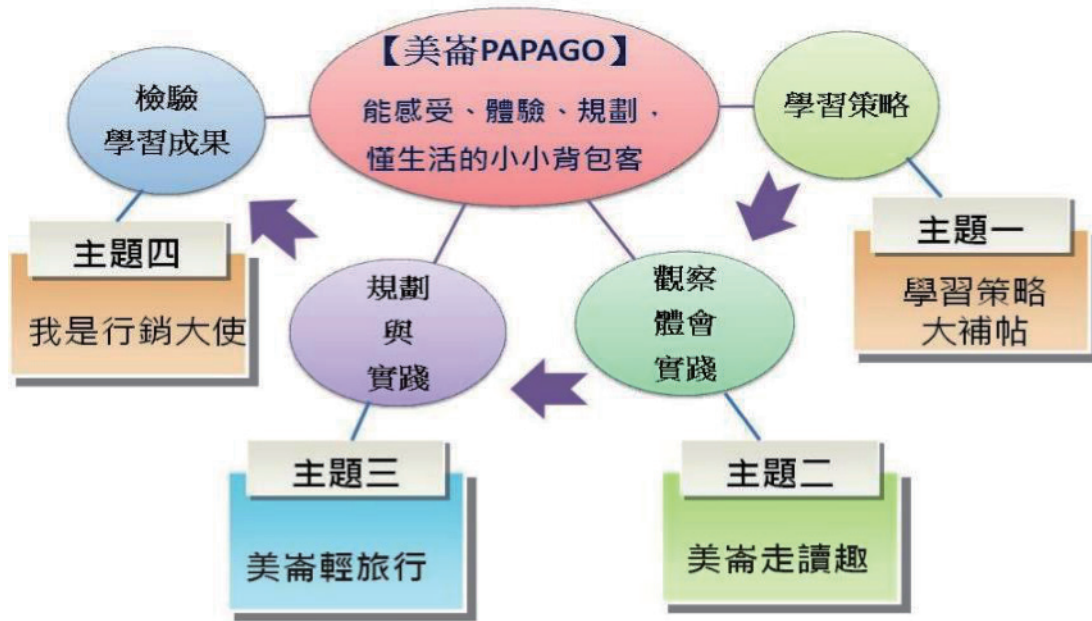 【美崙PAPAGO】
能感受、體驗、規劃，
懂生活的小小背包客
學習策略
主題一
學習策略
大補帖
觀察
體會
實踐
主題二
美崙走讀趣
規劃
與
實踐
主題三
美崙輕旅行
檢驗
學習成果
主題四
我是行銷大使